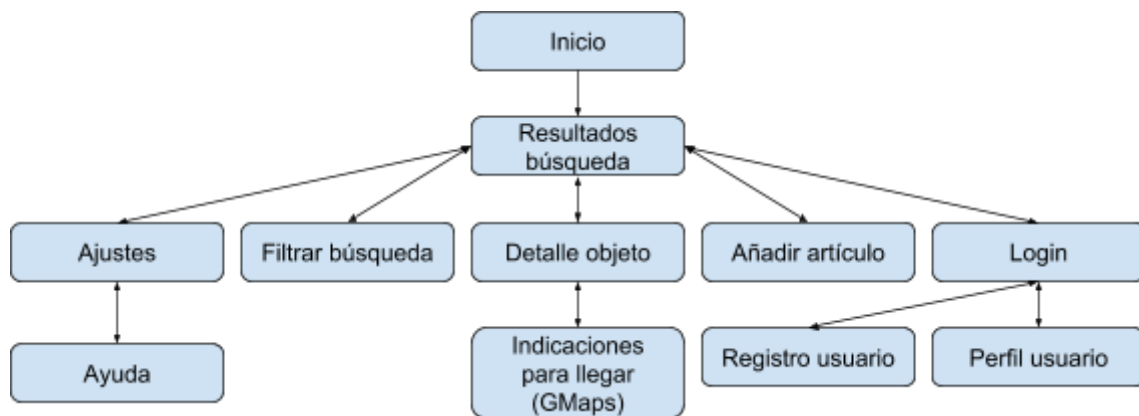 Inicio
Resultados
búsqueda
Ajustes
Filtrar búsqueda
Detalle objeto
Añadir artículo
Login
Ayuda
Indicaciones
para llegar
(GMaps)
Registro usuario
Perfil usuario